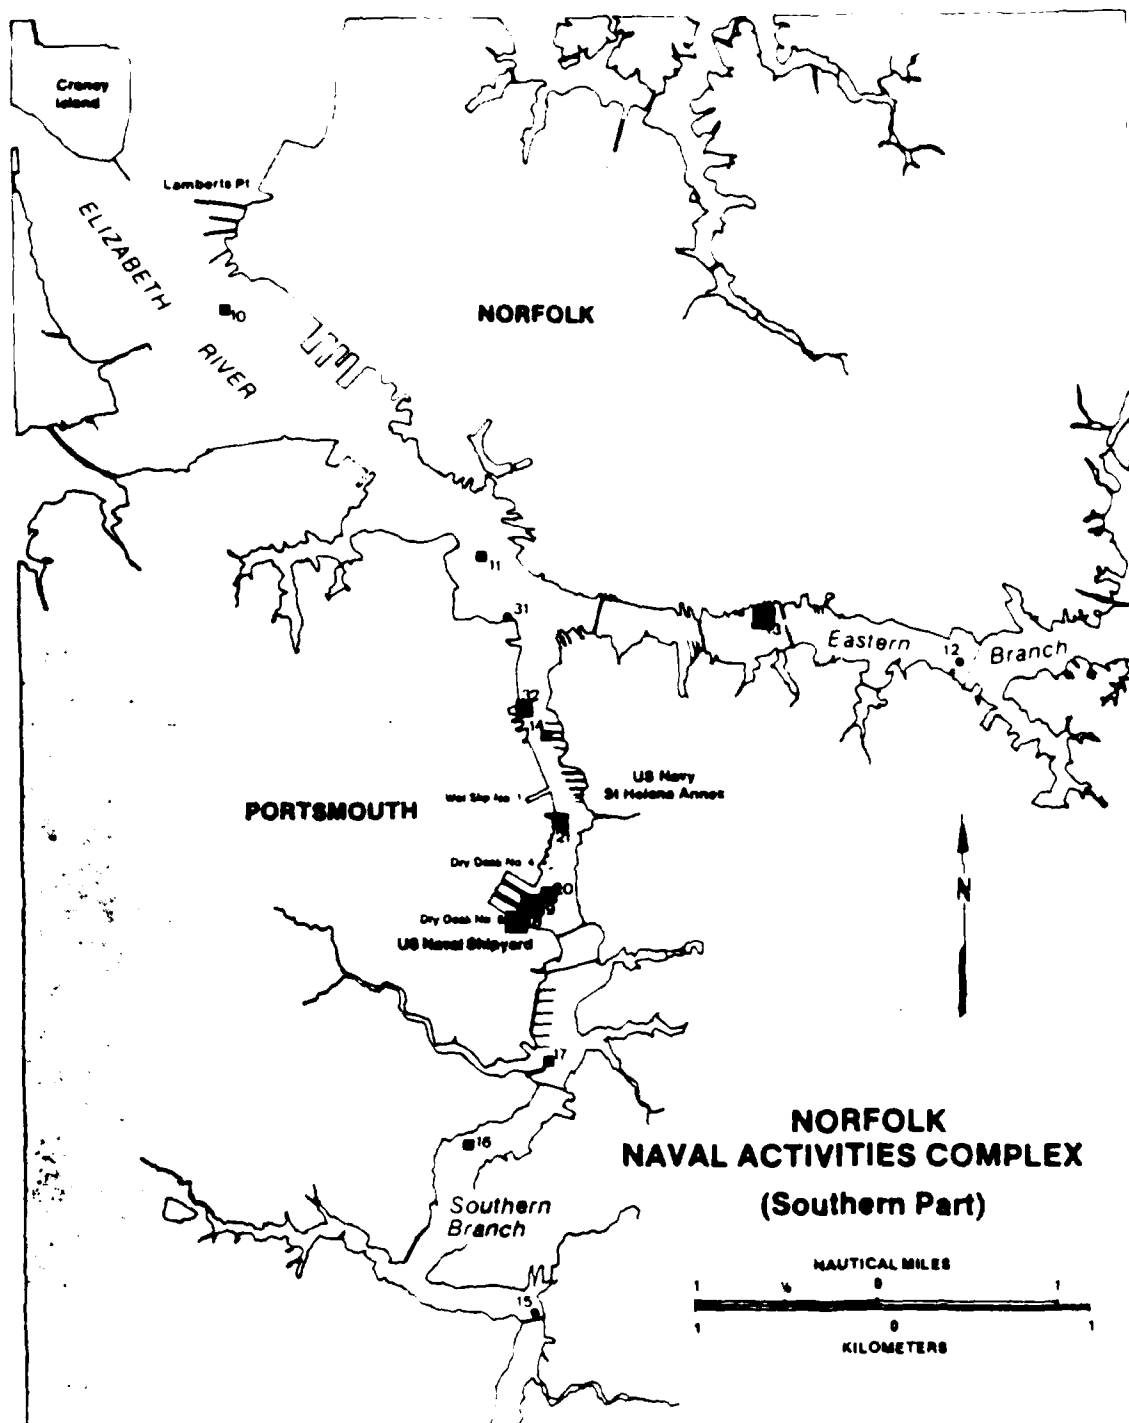 Craney
Island
Lamberts Pt
ELIZABETH
RIVER
10
NORFOLK
11
31
13
Eastern
Branch
12
32
14
US Navy
St Helena Annex
Wet Slip No. 1
PORTSMOUTH
21
Dry Dock No 4
20
19
Dry Dock No 8
18
US Naval Shipyard
N
17
NORFOLK
NAVAL ACTIVITIES COMPLEX
(Southern Part)
16
Southern
Branch
NAUTICAL MILES
1 ½ 0 1
15
1 0 1
KILOMETERS